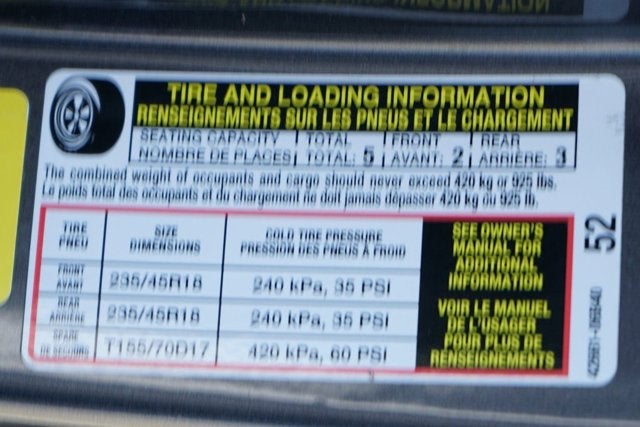 TIRE AND LOADING INFORMATION
RENSEIGNEMENTS SUR LES PNEUS ET LE CHARGEMENT
SEATING CAPACITY TOTAL FRONT REAR
NOMBRE DE PLACES TOTAL: 5 AVANT: 2 ARRIÈRE: 3
The combined weight of occupants and cargo should never exceed 420 kg or 925 lbs.
Le poids total des occupants et du chargement ne doit jamais dépasser 420 kg ou 925 lb.
TIRE SIZE COLD TIRE PRESSURE
PNEU DIMENSIONS PRESSION DES PNEUS À FROID
FRONT
AVANT 235/45R18 240 kPa, 35 PSI
REAR
ARRIÈRE 235/45R18 240 kPa, 35 PSI
SPARE
DE SECOURS T155/70D17 420 kPa, 60 PSI
SEE OWNER'S
MANUAL FOR
ADDITIONAL
INFORMATION
VOIR LE MANUEL
DE L'USAGER
POUR PLUS DE
RENSEIGNEMENTS
52